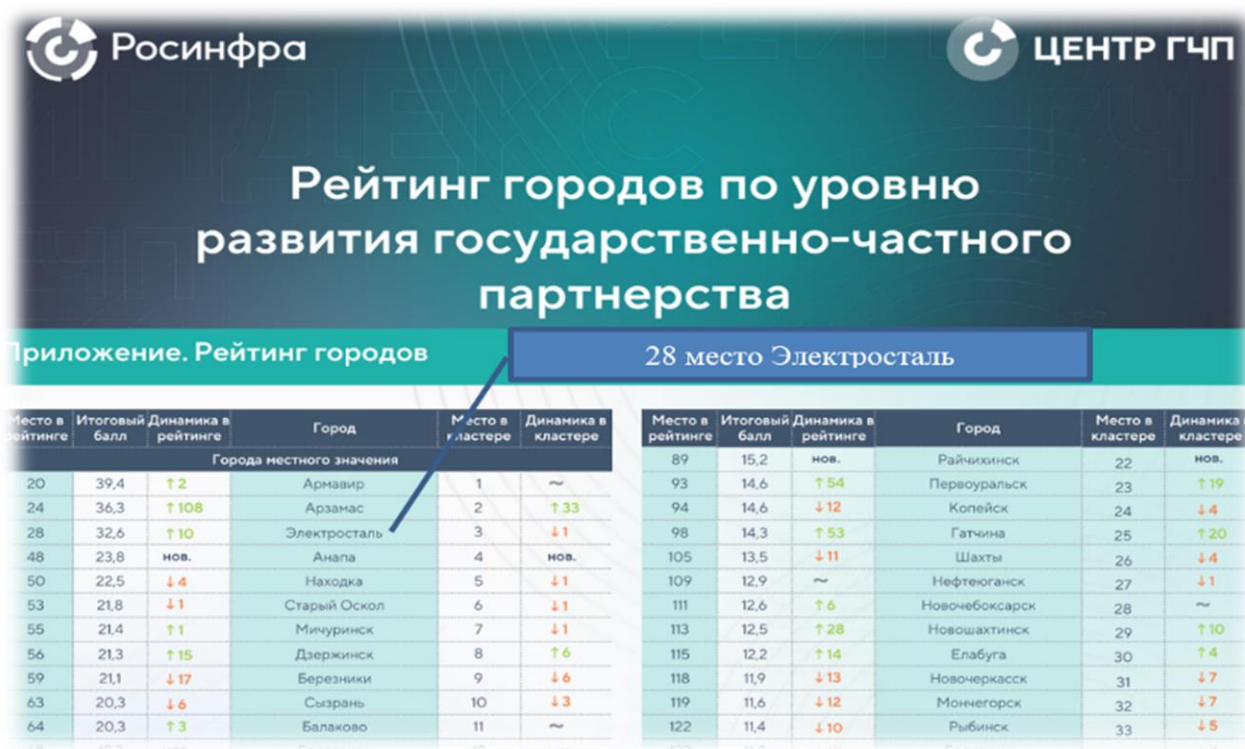 Росинфра
ЦЕНТР ГЧП
Рейтинг городов по уровню
развития государственно-частного
партнерства
Приложение. Рейтинг городов
28 место Электросталь
Место в рейтинге Итоговый балл Динамика в рейтинге Город Место в кластере Динамика в кластере
Города местного значения
20 39,4 ↑2 Армавир 1 ~
24 36,3 ↑108 Арзамас 2 ↑33
28 32,6 ↑10 Электросталь 3 ↓1
48 23,8 нов. Анапа 4 нов.
50 22,5 ↓4 Находка 5 ↓1
53 21,8 ↓1 Старый Оскол 6 ↓1
55 21,4 ↑1 Мичуринск 7 ↓1
56 21,3 ↑15 Дзержинск 8 ↑6
59 21,1 ↓17 Березники 9 ↓6
63 20,3 ↓6 Сызрань 10 ↓3
64 20,3 ↑3 Балаково 11 ~
Место в рейтинге Итоговый балл Динамика в рейтинге Город Место в кластере Динамика в кластере
89 15,2 нов. Райчихинск 22 нов.
93 14,6 ↑54 Первоуральск 23 ↑19
94 14,6 ↓12 Копейск 24 ↓4
98 14,3 ↑53 Гатчина 25 ↑20
105 13,5 ↓11 Шахты 26 ↓4
109 12,9 ~ Нефтеюганск 27 ↓1
111 12,6 ↑6 Новочебоксарск 28 ~
113 12,5 ↑28 Новошахтинск 29 ↑10
115 12,2 ↑14 Елабуга 30 ↑4
118 11,9 ↓13 Новочеркасск 31 ↓7
119 11,6 ↓12 Мончегорск 32 ↓7
122 11,4 ↓10 Рыбинск 33 ↓5